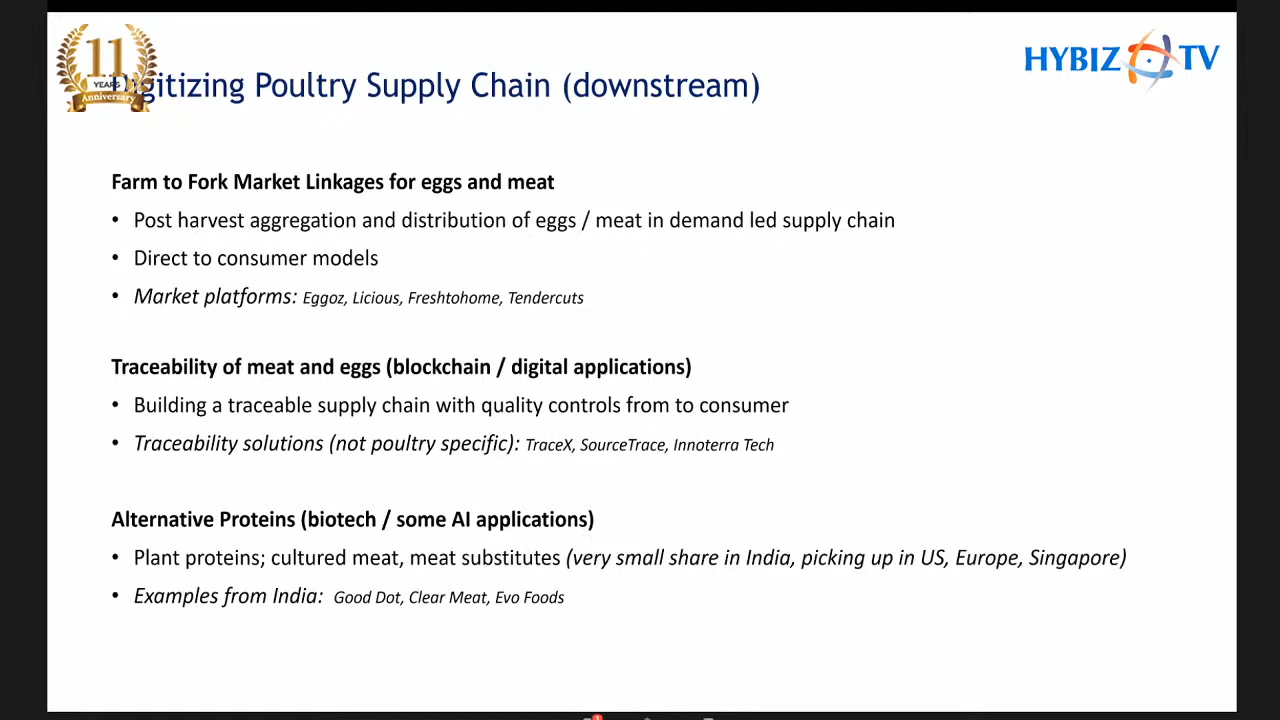 11
YEARS
Anniversary
HYBIZ TV
Digitizing Poultry Supply Chain (downstream)
Farm to Fork Market Linkages for eggs and meat
• Post harvest aggregation and distribution of eggs / meat in demand led supply chain
• Direct to consumer models
• Market platforms: Eggoz, Licious, Freshtohome, Tendercuts
Traceability of meat and eggs (blockchain / digital applications)
• Building a traceable supply chain with quality controls from to consumer
• Traceability solutions (not poultry specific): TraceX, SourceTrace, Innoterra Tech
Alternative Proteins (biotech / some AI applications)
• Plant proteins; cultured meat, meat substitutes (very small share in India, picking up in US, Europe, Singapore)
• Examples from India: Good Dot, Clear Meat, Evo Foods